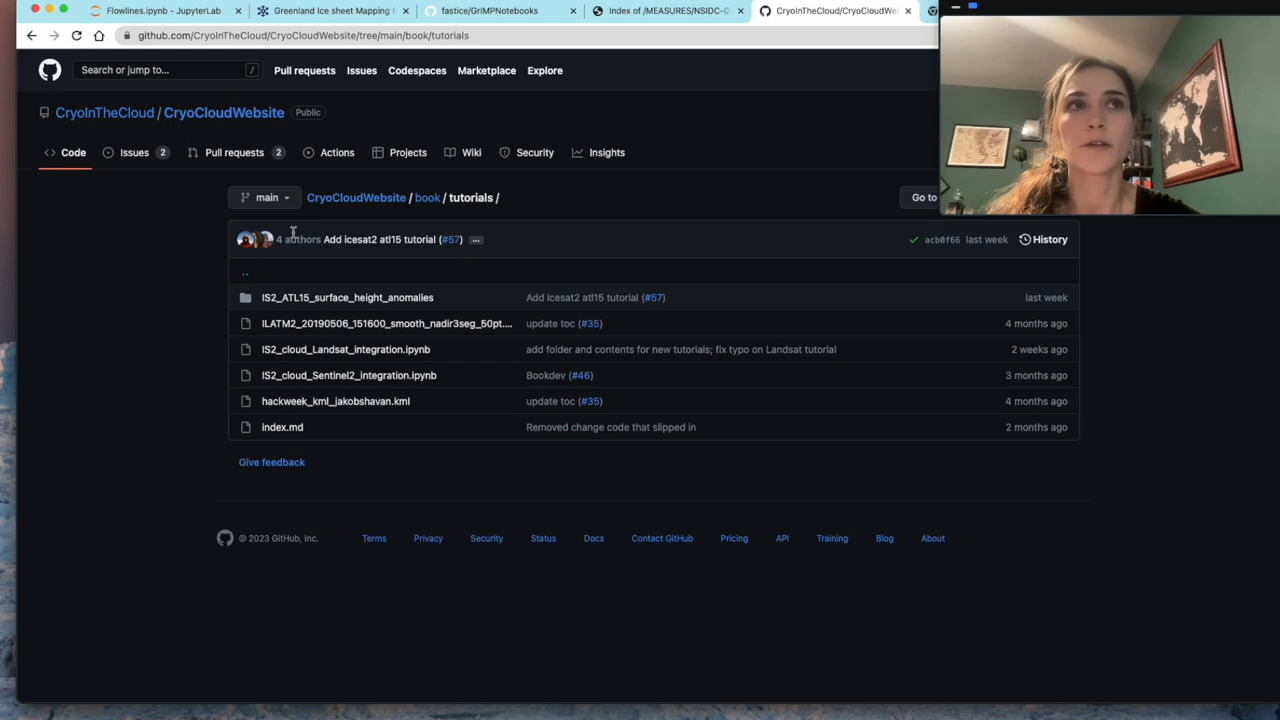 Flowlines.ipynb - JupyterLab
Greenland Ice sheet Mapping
fastice/GrIMPNotebooks
Index of /MEASURES/NSIDC-0
CryoInTheCloud/CryoCloudWe
github.com/CryoInTheCloud/CryoCloudWebsite/tree/main/book/tutorials
Search or jump to... /
Pull requests Issues Codespaces Marketplace Explore
CryoInTheCloud / CryoCloudWebsite Public
<> Code Issues 2 Pull requests 2 Actions Projects Wiki Security Insights
main CryoCloudWebsite / book / tutorials / Go to
4 authors Add icesat2 atl15 tutorial (#57) ... acb0f66 last week History
..
IS2_ATL15_surface_height_anomalies Add icesat2 atl15 tutorial (#57) last week
ILATM2_20190506_151600_smooth_nadir3seg_50pt.... update toc (#35) 4 months ago
IS2_cloud_Landsat_integration.ipynb add folder and contents for new tutorials; fix typo on Landsat tutorial 2 weeks ago
IS2_cloud_Sentinel2_integration.ipynb Bookdev (#46) 3 months ago
hackweek_kml_jakobshavan.kml update toc (#35) 4 months ago
index.md Removed change code that slipped in 2 months ago
Give feedback
© 2023 GitHub, Inc. Terms Privacy Security Status Docs Contact GitHub Pricing API Training Blog About